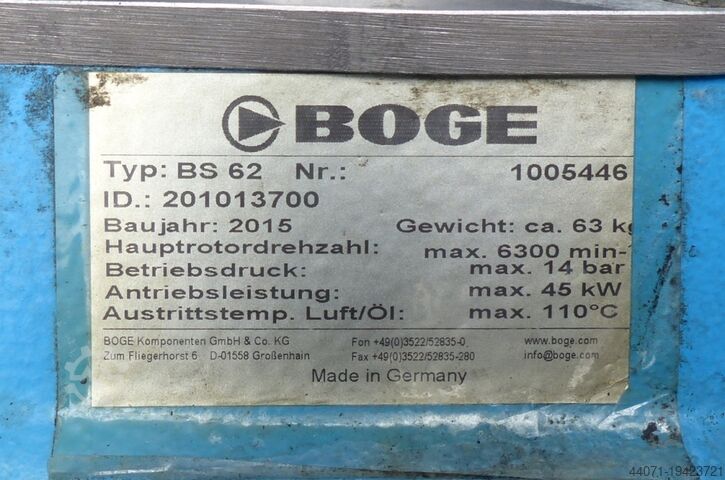 BOGE
Typ: BS 62 Nr.: 1005446
ID.: 201013700
Baujahr: 2015 Gewicht: ca. 63 kg
Hauptrotordrehzahl: max. 6300 min-
Betriebsdruck: max. 14 bar
Antriebsleistung: max. 45 kW
Austrittstemp. Luft/Öl: max. 110°C
BOGE Komponenten GmbH & Co. KG Fon +49(0)3522/52835-0 www.boge.com
Zum Fliegerhorst 6 D-01558 Großenhain Fax +49(0)3522/52835-280 info@boge.com
Made in Germany
44071-19423721